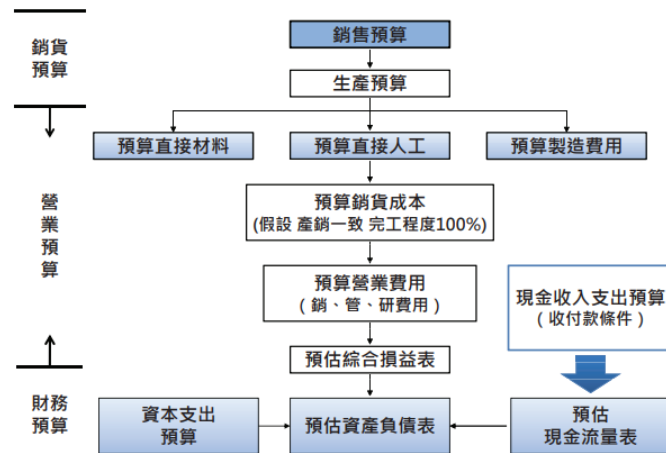 銷貨
預算
銷售預算
生產預算
預算直接材料
預算直接人工
預算製造費用
營
業
預
算
預算銷貨成本
(假設 產銷一致 完工程度100%)
預算營業費用
(銷、管、研費用)
現金收入支出預算
(收付款條件)
預估綜合損益表
財務
預算
資本支出
預算
預估資產負債表
預估
現金流量表